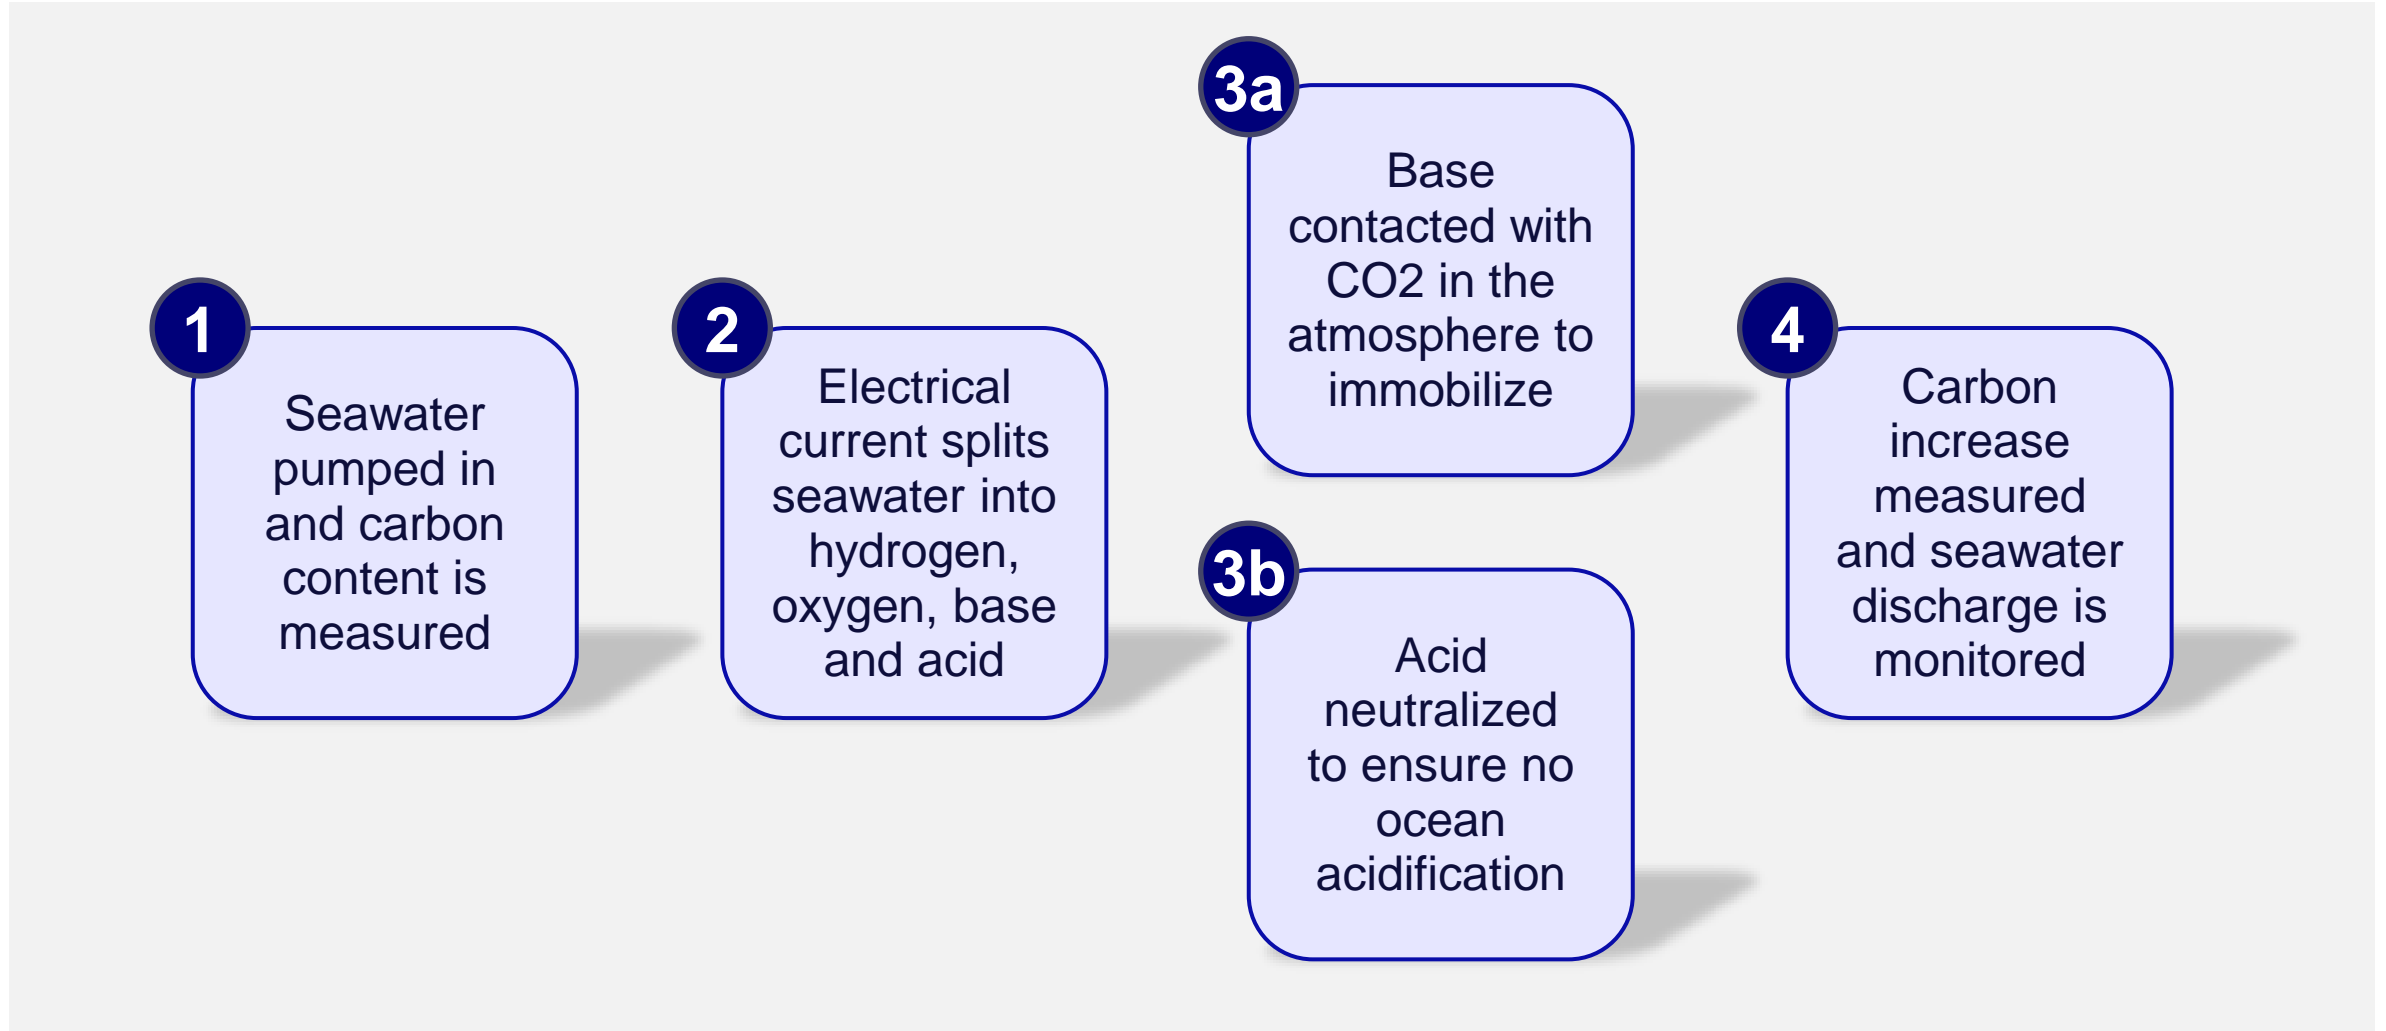 1
Seawater
pumped in
and carbon
content is
measured
2
Electrical
current splits
seawater into
hydrogen,
oxygen, base
and acid
3a
Base
contacted with
CO2 in the
atmosphere to
immobilize
3b
Acid
neutralized
to ensure no
ocean
acidification
4
Carbon
increase
measured
and seawater
discharge is
monitored